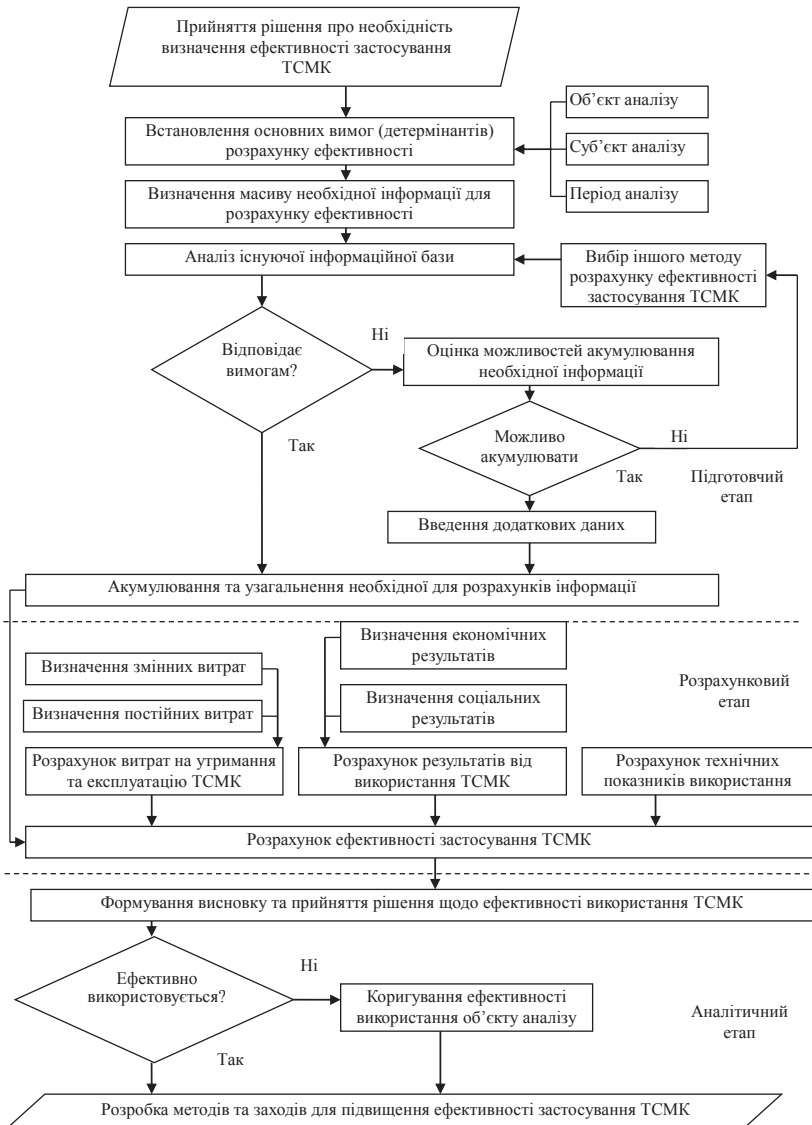 Прийняття рішення про необхідність
визначення ефективності застосування
ТСМК
Об’єкт аналізу
Встановлення основних вимог (детермінантів)
розрахунку ефективності
Суб’єкт аналізу
Визначення масиву необхідної інформації для
розрахунку ефективності
Період аналізу
Аналіз існуючої інформаційної бази
Вибір іншого методу
розрахунку ефективності
застосування ТСМК
Відповідає
вимогам?
Ні
Оцінка можливостей акумулювання
необхідної інформації
Так
Можливо
акумулювати
Ні
Так
Підготовчий
етап
Введення додаткових даних
Акумулювання та узагальнення необхідної для розрахунків інформації
Визначення економічних
результатів
Визначення змінних витрат
Визначення соціальних
результатів
Визначення постійних витрат
Розрахунковий
етап
Розрахунок витрат на утримання
та експлуатацію ТСМК
Розрахунок результатів від
використання ТСМК
Розрахунок технічних
показників використання
Розрахунок ефективності застосування ТСМК
Формування висновку та прийняття рішення щодо ефективності використання ТСМК
Ефективно
використовується?
Ні
Коригування ефективності
використання об’єкту аналізу
Аналітичний
етап
Так
Розробка методів та заходів для підвищення ефективності застосування ТСМК